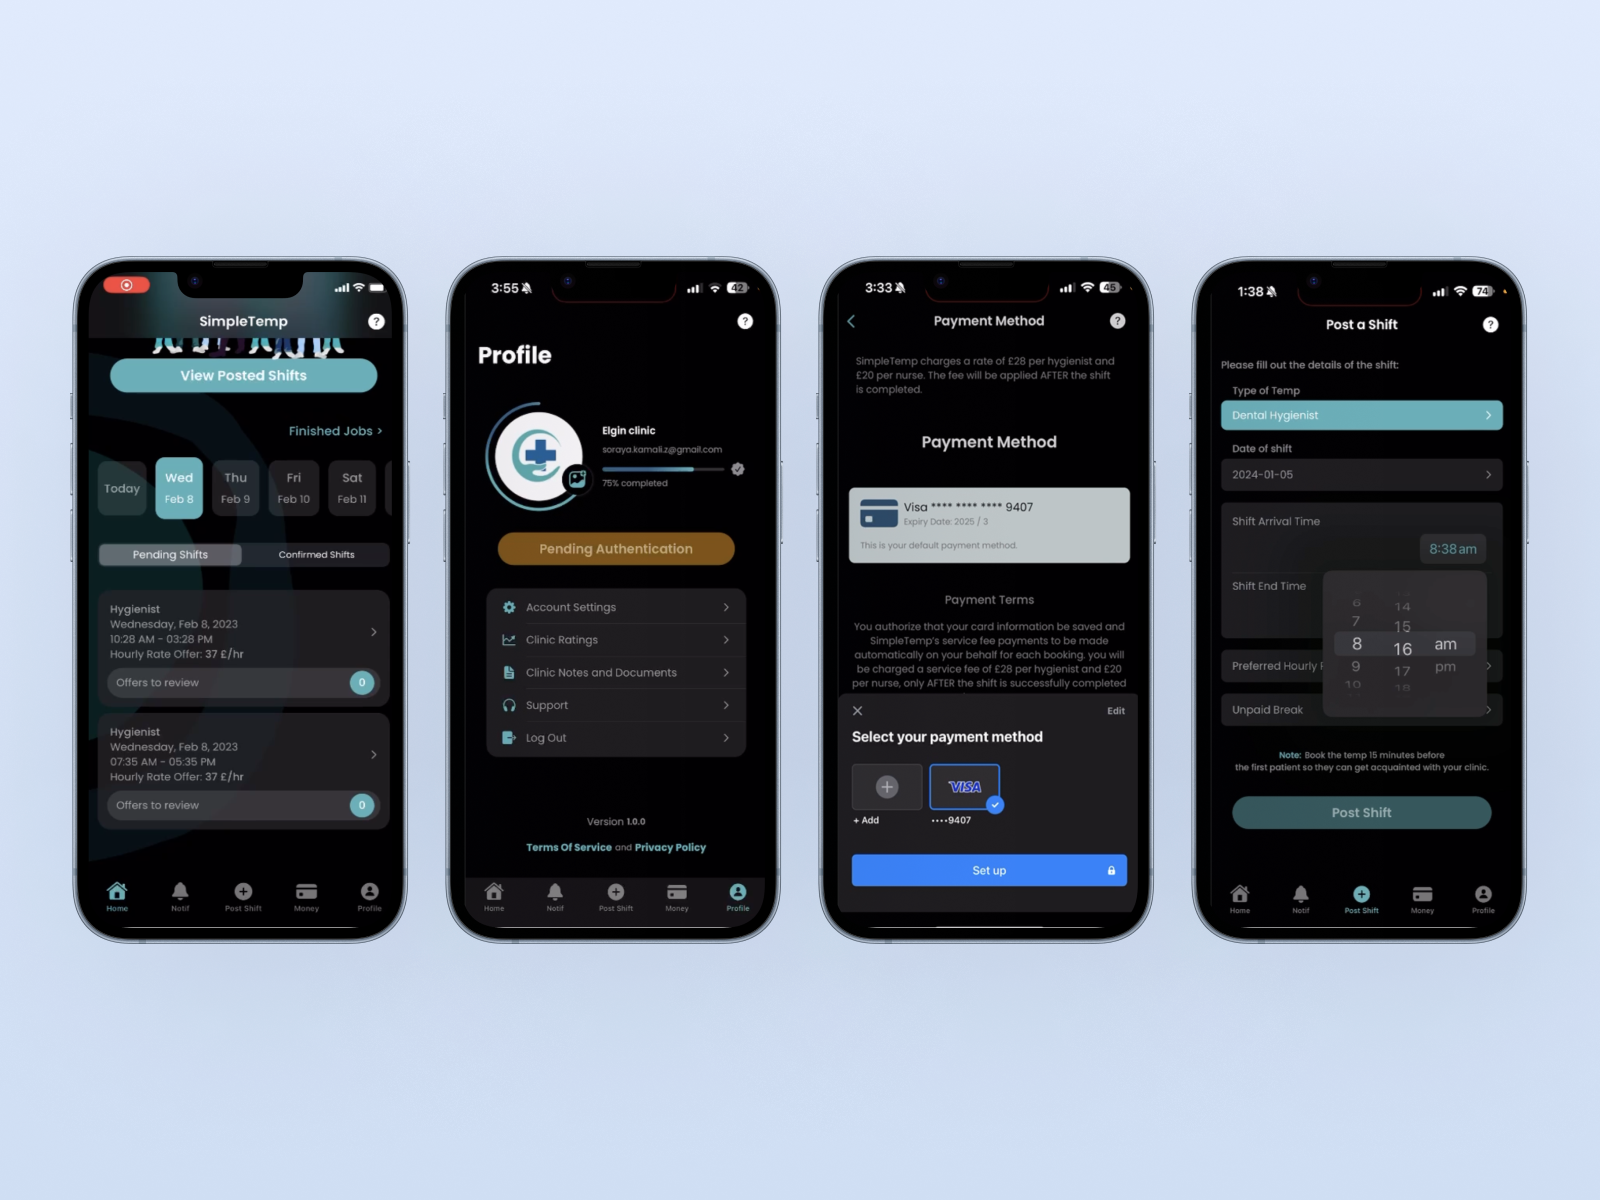 SimpleTemp
?
View Posted Shifts
Finished Jobs >
Today
Wed
Feb 8
Thu
Feb 9
Fri
Feb 10
Sat
Feb 11
Pending Shifts
Confirmed Shifts
Hygienist
Wednesday, Feb 8, 2023
10:28 AM - 03:28 PM
Hourly Rate Offer: 37 £/hr
Offers to review
0
Hygienist
Wednesday, Feb 8, 2023
07:35 AM - 05:35 PM
Hourly Rate Offer: 37 £/hr
Offers to review
0
Home
Notif
Post Shift
Money
Profile
3:55
42
?
Profile
Elgin clinic
soraya.kamali.z@gmail.com
75% completed
Pending Authentication
Account Settings
Clinic Ratings
Clinic Notes and Documents
Support
Log Out
Version 1.0.0
Terms Of Service and Privacy Policy
Home
Notif
Post Shift
Money
Profile
3:33
45
Payment Method
?
SimpleTemp charges a rate of £28 per hygienist and
£20 per nurse. The fee will be applied AFTER the shift
is completed.
Payment Method
Visa **** **** **** 9407
Expiry Date: 2025 / 3
This is your default payment method.
Payment Terms
You authorize that your card information be saved and
SimpleTemp's service fee payments to be made
automatically on your behalf for each booking. you will
be charged a service fee of £28 per hygienist and £20
per nurse, only AFTER the shift is successfully completed
Edit
Select your payment method
VISA
+ Add
••••9407
Set up
1:38
74
Post a Shift
?
Please fill out the details of the shift:
Type of Temp
Dental Hygienist
Date of shift
2024-01-05
Shift Arrival Time
8:38 am
Shift End Time
6 14
7 15
8 16 am
9 17 pm
10 18
Preferred Hourly
Unpaid Break
Note: Book the temp 15 minutes before
the first patient so they can get acquainted with your clinic.
Post Shift
Home
Notif
Post Shift
Money
Profile